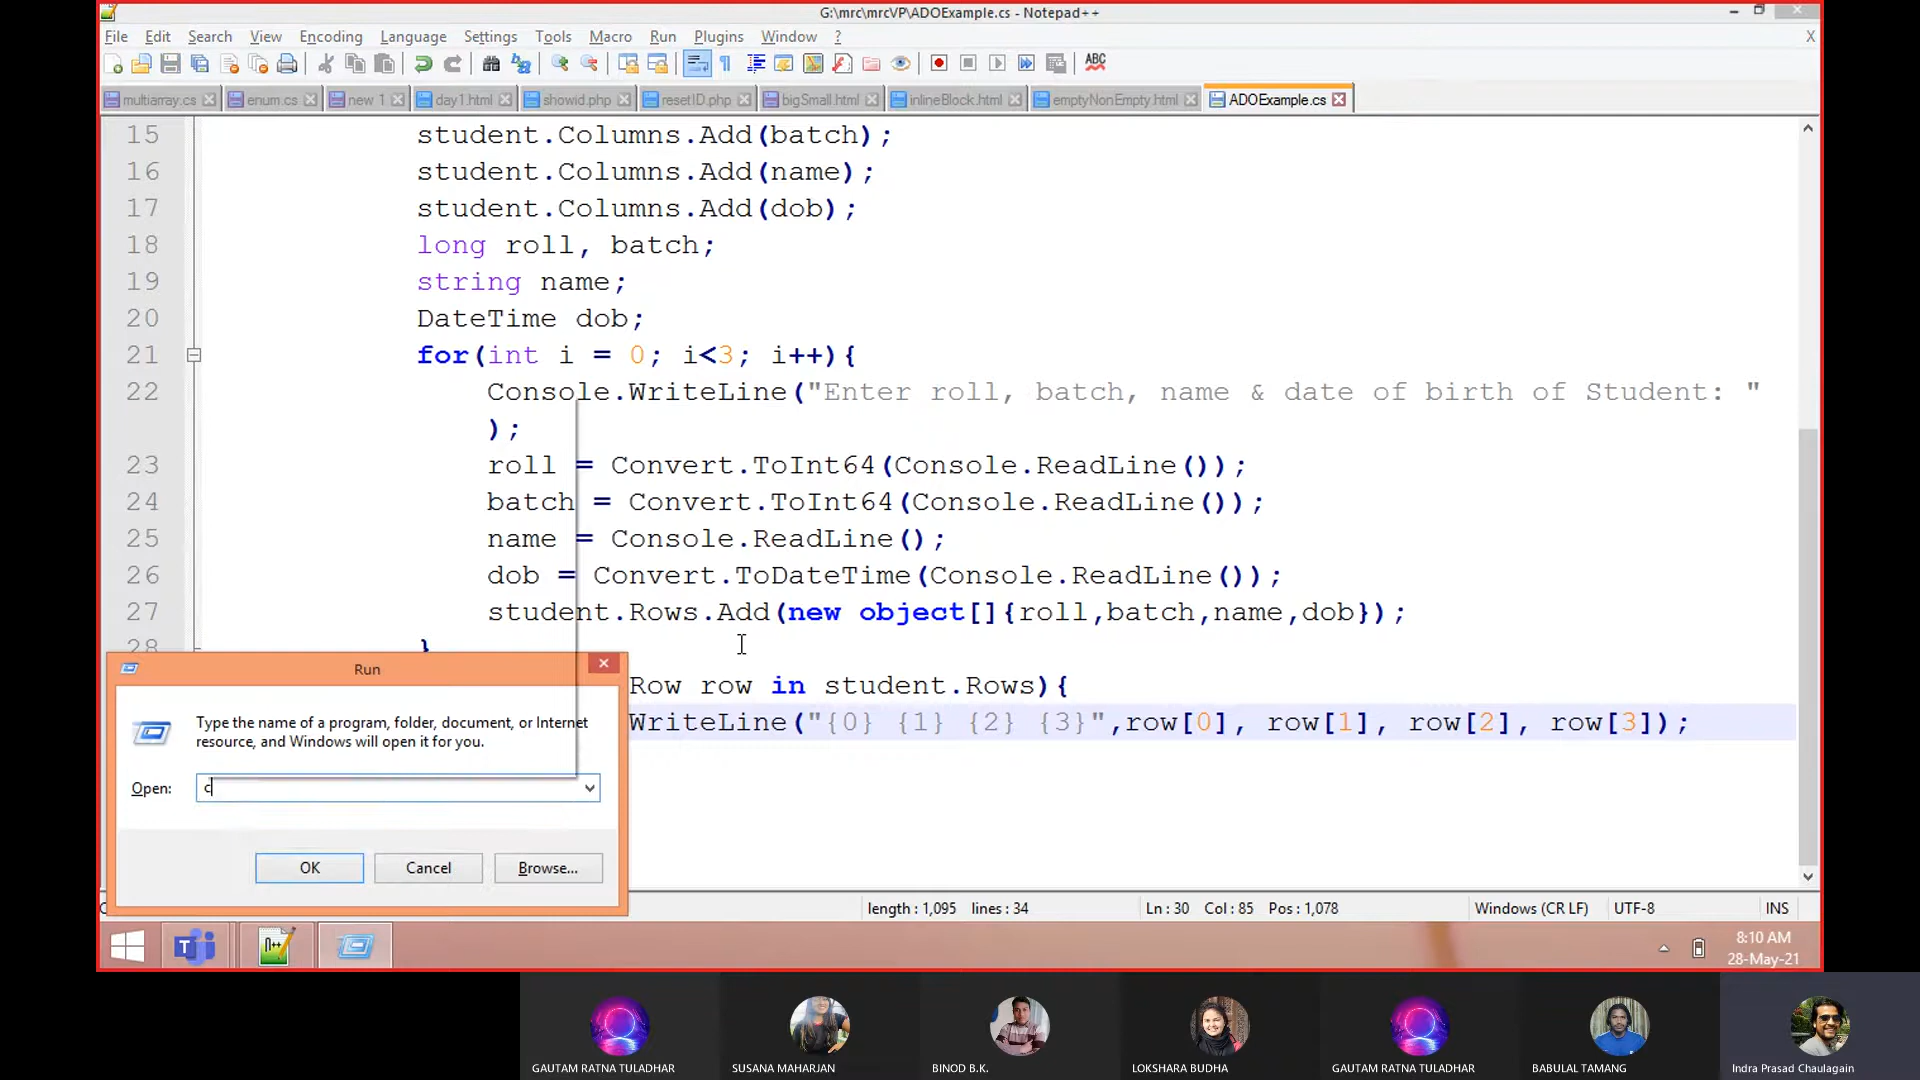 G:\mrc\mrcVP\ADOExample.cs - Notepad++
File Edit Search View Encoding Language Settings Tools Macro Run Plugins Window ? X
ABC
multiarray.cs enum.cs new 1 day1.html showid.php resetID.php bigSmall.html inlineBlock.html emptyNonEmpty.html ADOExample.cs
15 student.Columns.Add(batch);
16 student.Columns.Add(name);
17 student.Columns.Add(dob);
18 long roll, batch;
19 string name;
20 DateTime dob;
21 for(int i = 0; i<3; i++){
22 Console.WriteLine("Enter roll, batch, name & date of birth of Student: "
);
23 roll = Convert.ToInt64(Console.ReadLine());
24 batch = Convert.ToInt64(Console.ReadLine());
25 name = Console.ReadLine();
26 dob = Convert.ToDateTime(Console.ReadLine());
27 student.Rows.Add(new object[]{roll,batch,name,dob});
28 }
Row row in student.Rows){
WriteLine("{0} {1} {2} {3}",row[0], row[1], row[2], row[3]);
Run
Type the name of a program, folder, document, or Internet
resource, and Windows will open it for you.
Open: c
OK Cancel Browse...
length : 1,095 lines : 34 Ln : 30 Col : 85 Pos : 1,078 Windows (CR LF) UTF-8 INS
8:10 AM
28-May-21
GAUTAM RATNA TULADHAR SUSANA MAHARJAN BINOD B.K. LOKSHARA BUDHA GAUTAM RATNA TULADHAR BABULAL TAMANG Indra Prasad Chaulagain